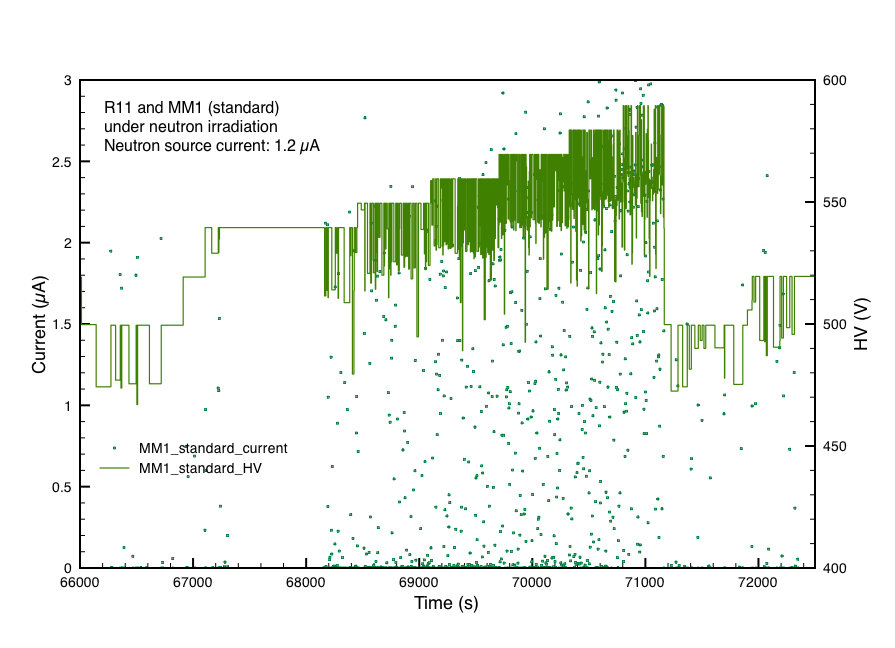 R11 and MM1 (standard)
under neutron irradiation
Neutron source current: 1.2 μA
3
2.5
2
1.5
1
0.5
0
Current (μA)
600
550
500
450
400
HV (V)
MM1_standard_current
MM1_standard_HV
66000 67000 68000 69000 70000 71000 72000
Time (s)